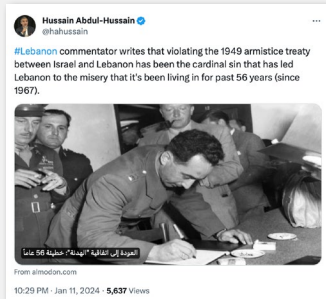 Hussain Abdul-Hussain
@hahussain
#Lebanon commentator writes that violating the 1949 armistice treaty
between Israel and Lebanon has been the cardinal sin that has led
Lebanon to the misery that it's been living in for past 56 years (since
1967).
العودة إلى اتفاقية "الهدنة": خطيئة 56 عاماً
From almodon.com
10:29 PM · Jan 11, 2024 · 5,637 Views